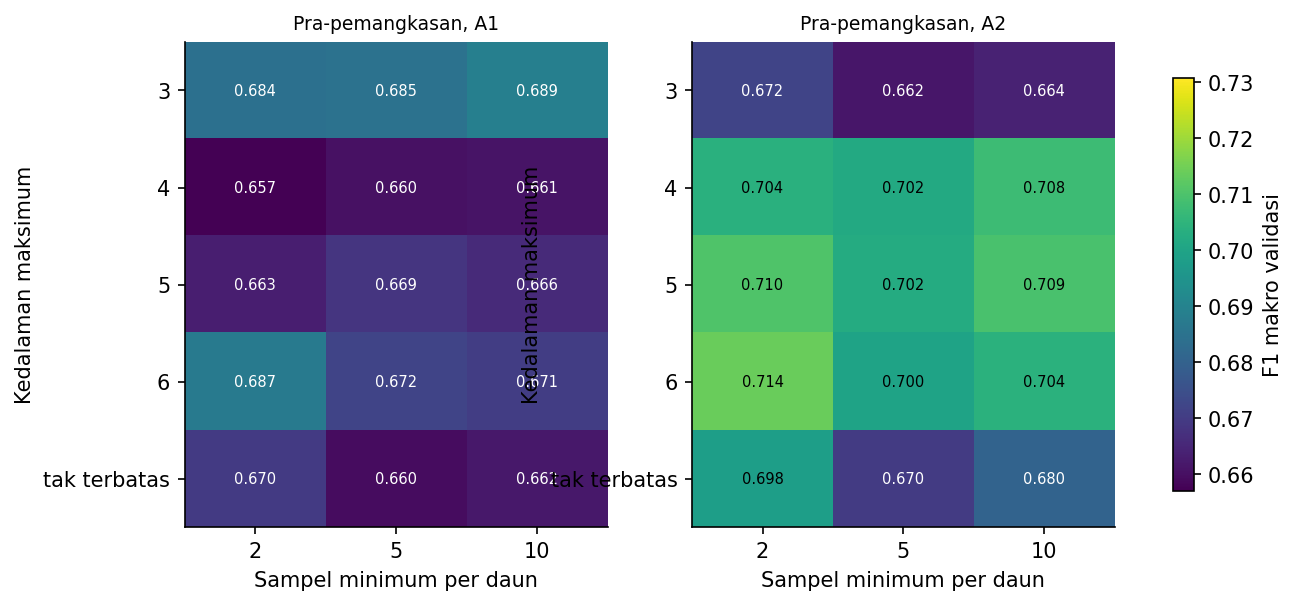 Pra-pemangkasan, A1
Kedalaman maksimum
3
0.684 0.685 0.689
4
0.657 0.660 0.661
5
0.663 0.669 0.666
6
0.687 0.672 0.671
tak terbatas
0.670 0.660 0.662
2 5 10
Sampel minimum per daun
Pra-pemangkasan, A2
Kedalaman maksimum
3
0.672 0.662 0.664
4
0.704 0.702 0.708
5
0.710 0.702 0.709
6
0.714 0.700 0.704
tak terbatas
0.698 0.670 0.680
2 5 10
Sampel minimum per daun
0.73
0.72
0.71
0.70
0.69
0.68
0.67
0.66
F1 makro validasi